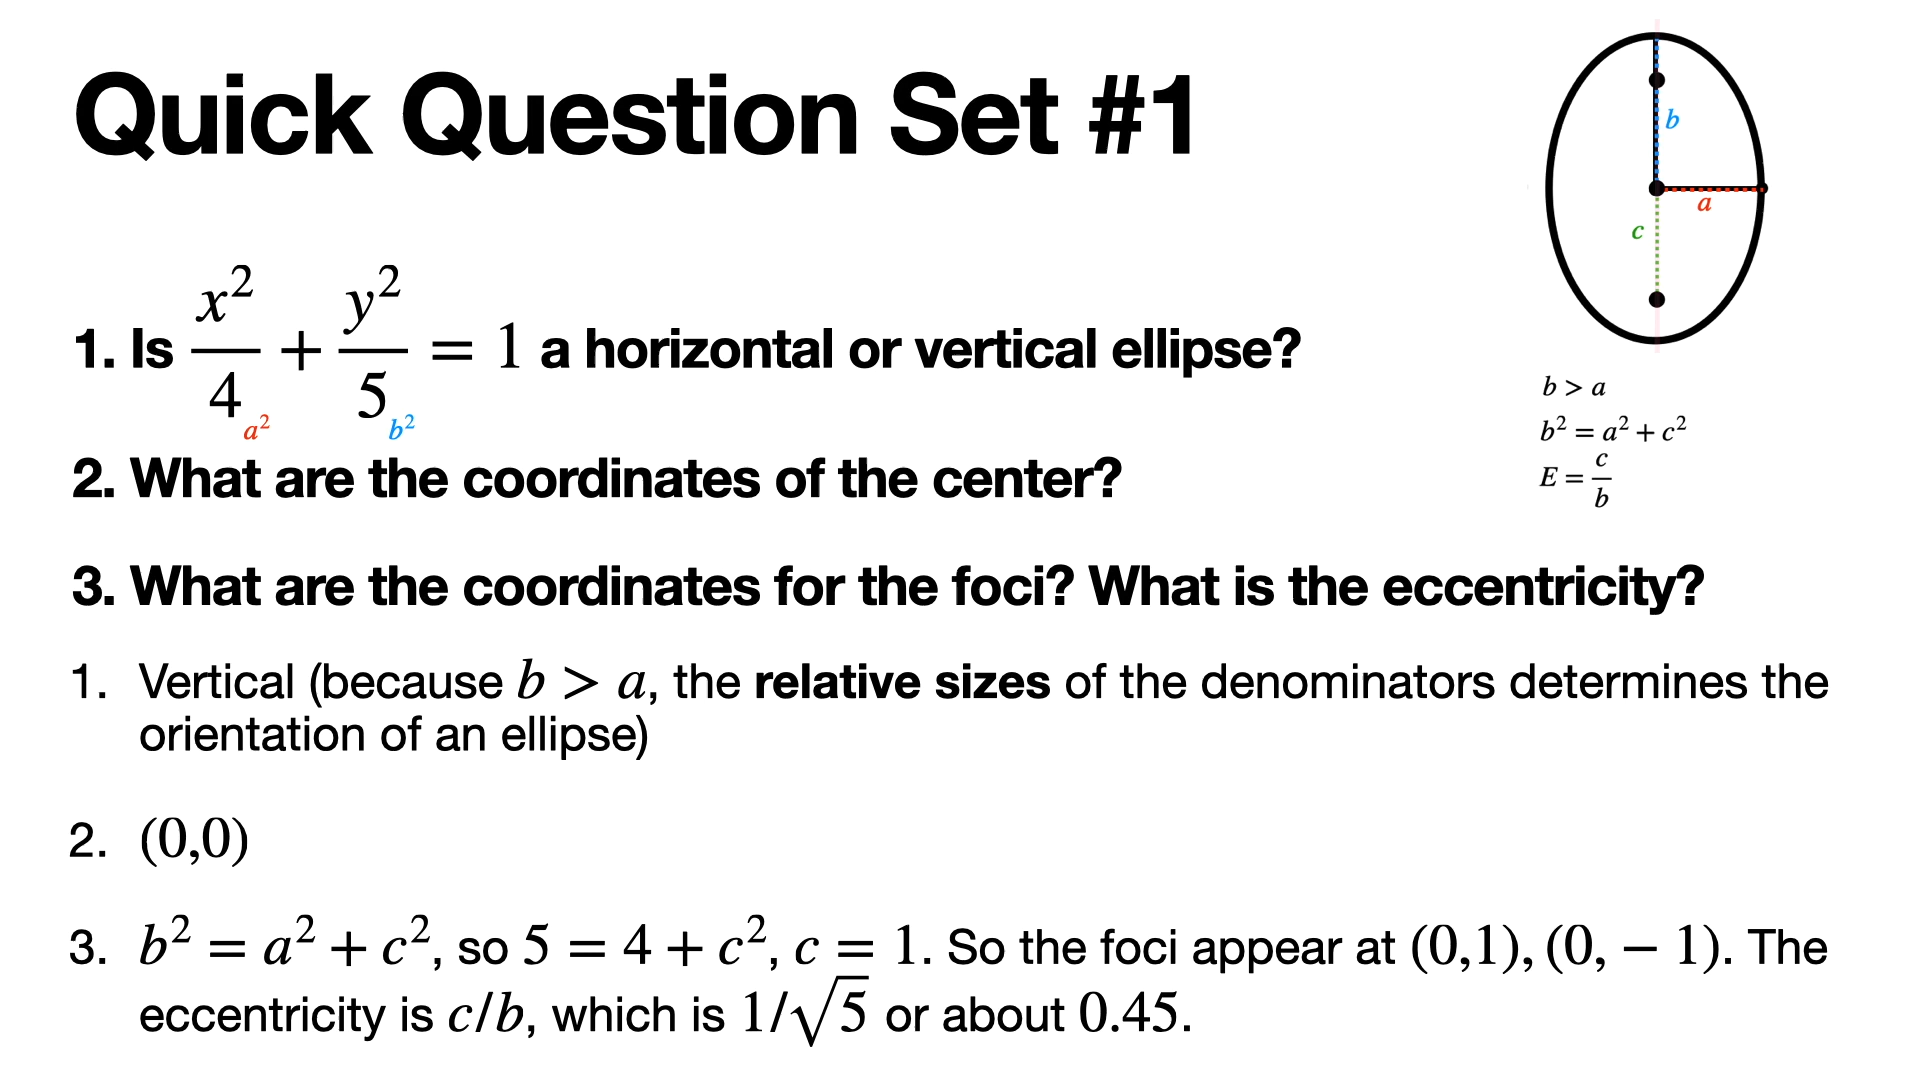 Quick Question Set #1
b
a
c
1. Is x²/4 + y²/5 = 1 a horizontal or vertical ellipse?
a² b²
b > a
b² = a² + c²
E = c/b
2. What are the coordinates of the center?
3. What are the coordinates for the foci? What is the eccentricity?
1. Vertical (because b > a, the relative sizes of the denominators determines the
orientation of an ellipse)
2. (0,0)
3. b² = a² + c², so 5 = 4 + c², c = 1. So the foci appear at (0,1), (0, − 1). The
eccentricity is c/b, which is 1/√5 or about 0.45.